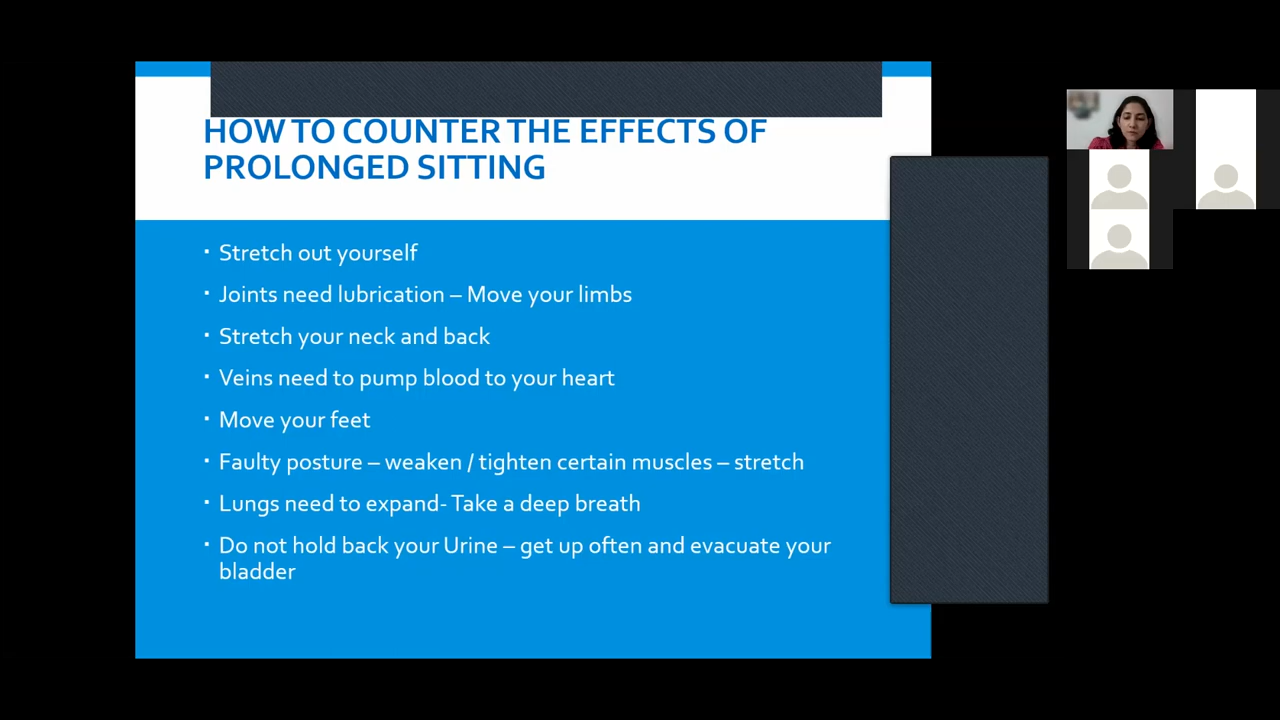 HOW TO COUNTER THE EFFECTS OF
PROLONGED SITTING
▪ Stretch out yourself
▪ Joints need lubrication – Move your limbs
▪ Stretch your neck and back
▪ Veins need to pump blood to your heart
▪ Move your feet
▪ Faulty posture – weaken / tighten certain muscles – stretch
▪ Lungs need to expand- Take a deep breath
▪ Do not hold back your Urine – get up often and evacuate your
bladder